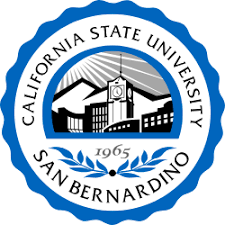 CALIFORNIA STATE UNIVERSITY
1965
SAN BERNARDINO